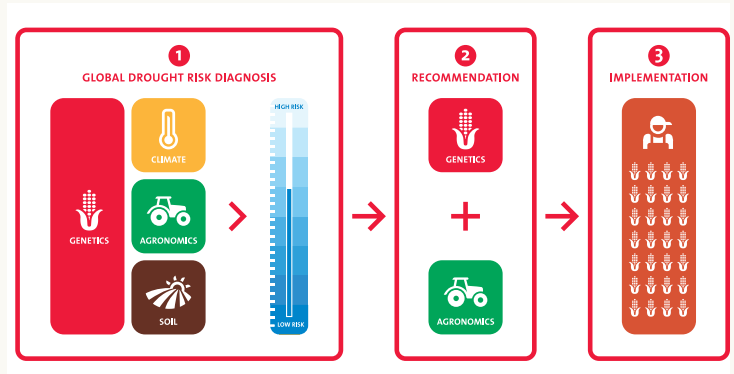 1
GLOBAL DROUGHT RISK DIAGNOSIS
GENETICS
CLIMATE
AGRONOMICS
SOIL
HIGH RISK
LOW RISK
2
RECOMMENDATION
GENETICS
+
AGRONOMICS
3
IMPLEMENTATION